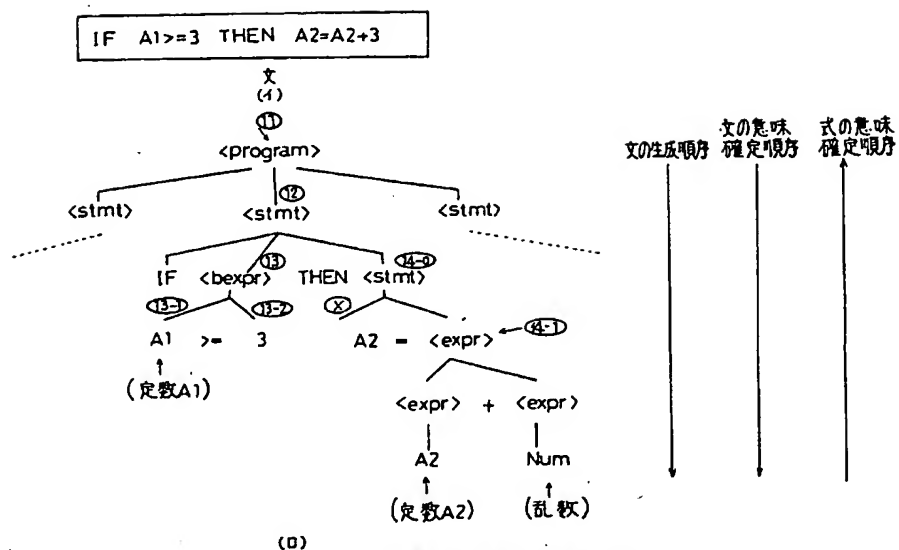 IF A1>=3 THEN A2=A2+3
文
(イ)
11
<program>
文の生成順序
文の意味
確定順序
式の意味
確定順序
12
<stmt> <stmt> <stmt>
13 14-0
IF <bexpr> THEN <stmt>
13-1 13-2 X
A1 >= 3 A2 = <expr> 14-1
(定数A1)
<expr> + <expr>
A2 Num
(定数A2) (乱数)
(ロ)